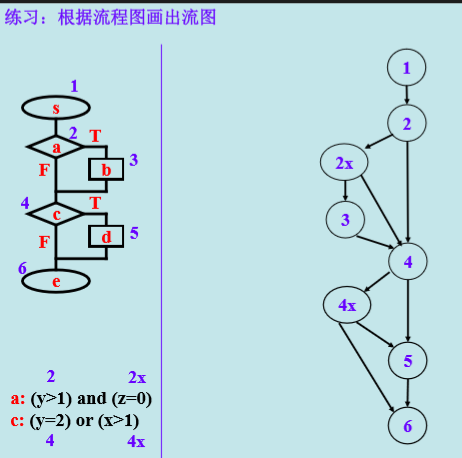 练习：根据流程图画出流图
1
s
2
T
a
F
b
3
4
T
c
F
d
5
6
e
2 2x
a: (y>1) and (z=0)
c: (y=2) or (x>1)
4 4x
1
2
2x
3
4
4x
5
6